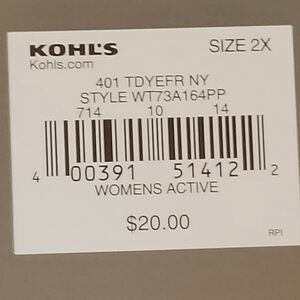 KOHL'S SIZE 2X
Kohls.com
401 TDYEFR NY
STYLE WT73A164PP
714 10 14
4 00391 51412 2
WOMENS ACTIVE
$20.00
RPI